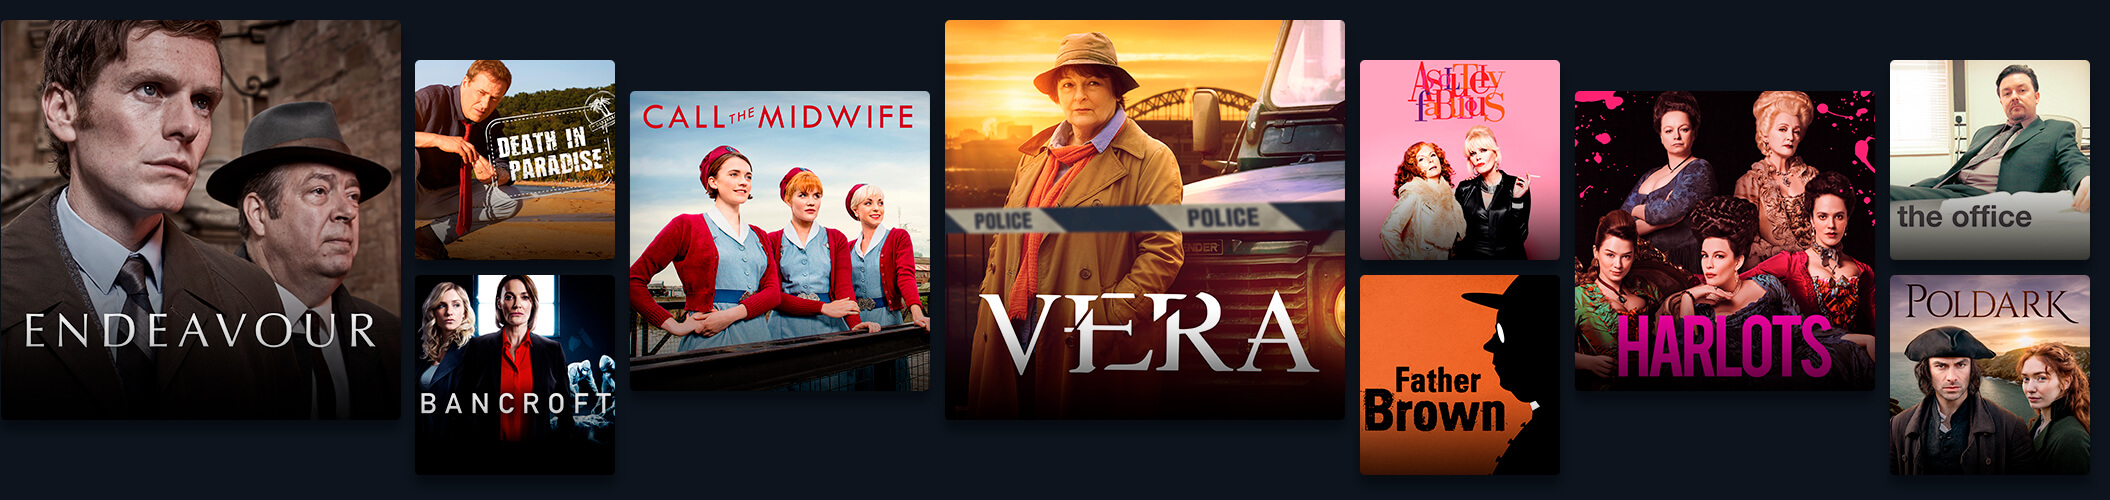 ENDEAVOUR
DEATH IN
PARADISE
BANCROFT
CALL THE MIDWIFE
POLICE POLICE
VERA
Absolutely
fabulous
Father
Brown
HARLOTS
the office
POLDARK